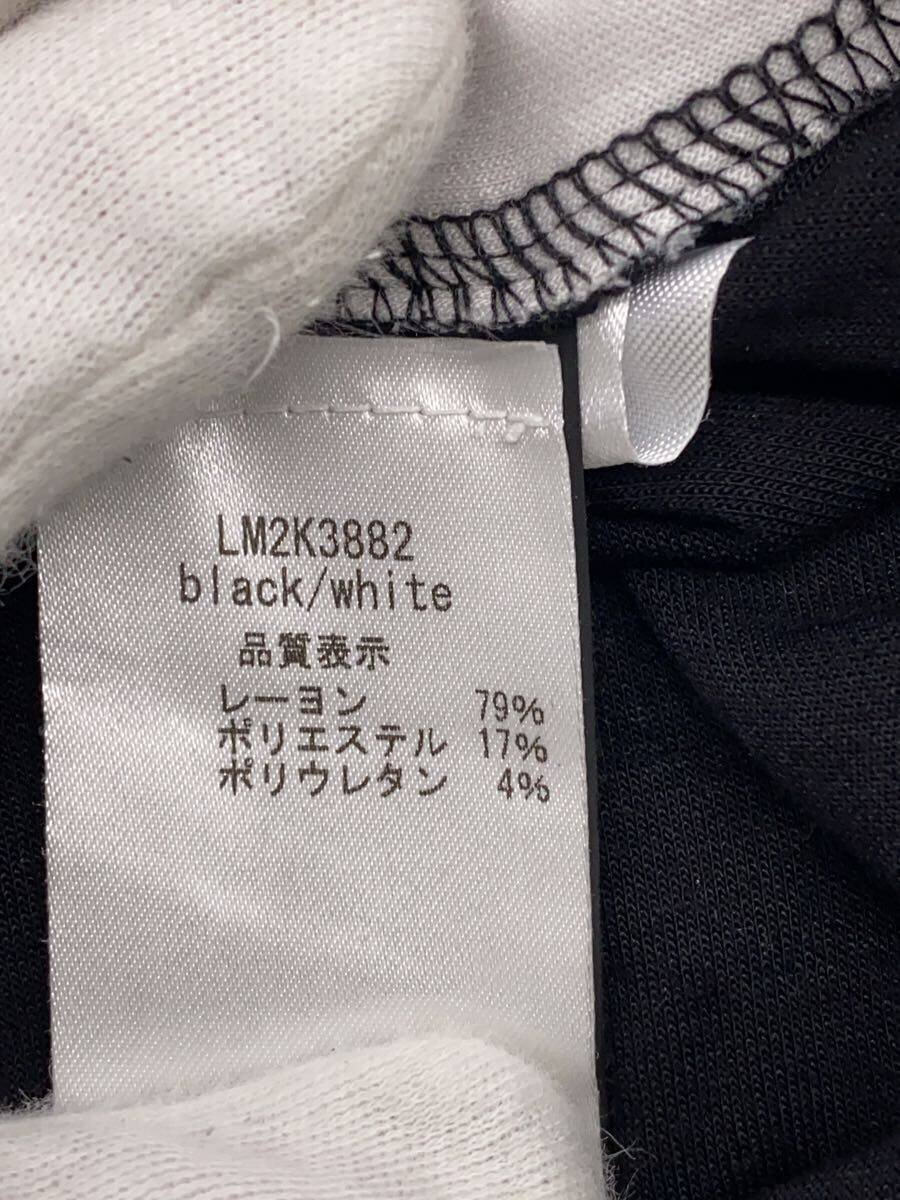 LM2K3882
black/white
品質表示
レーヨン 79%
ポリエステル 17%
ポリウレタン 4%